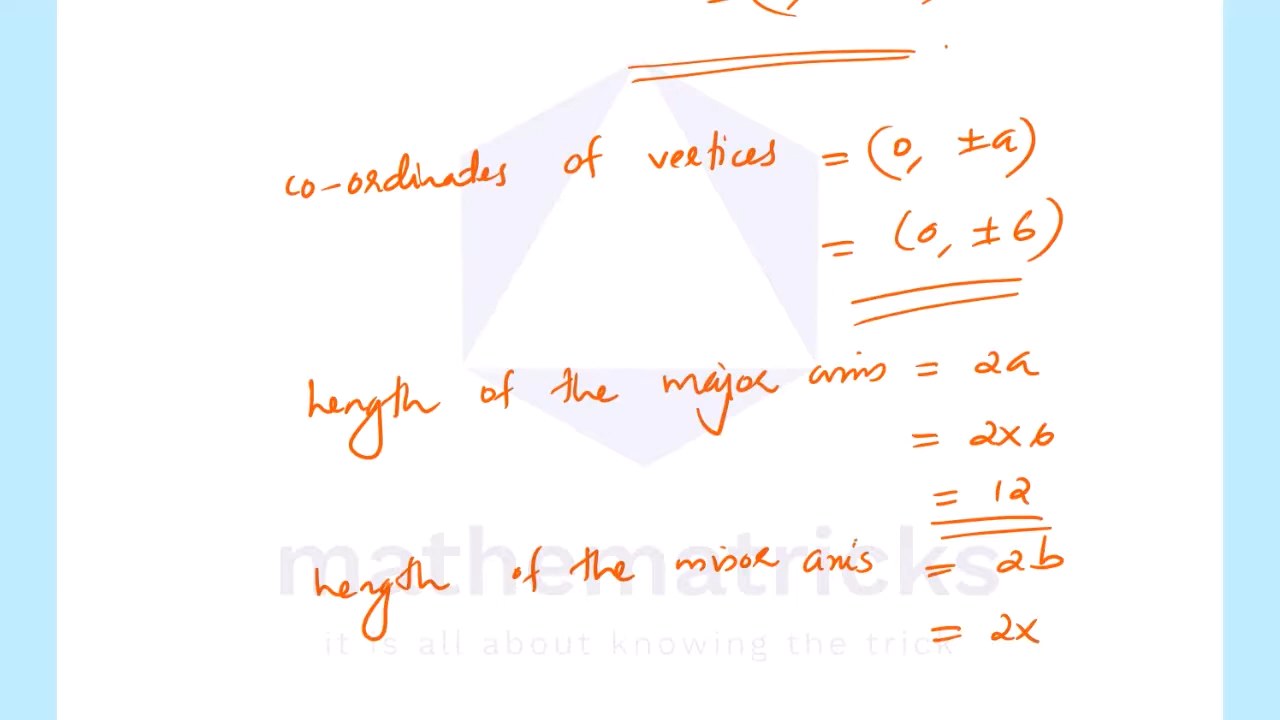 co-ordinades of vertices = (0, ±a)
= (0, ±6)
Length of the major axis = 2a
= 2×6
= 12
Length of the minor axis = 2b
= 2×
mathematricks
it is all about knowing the trick